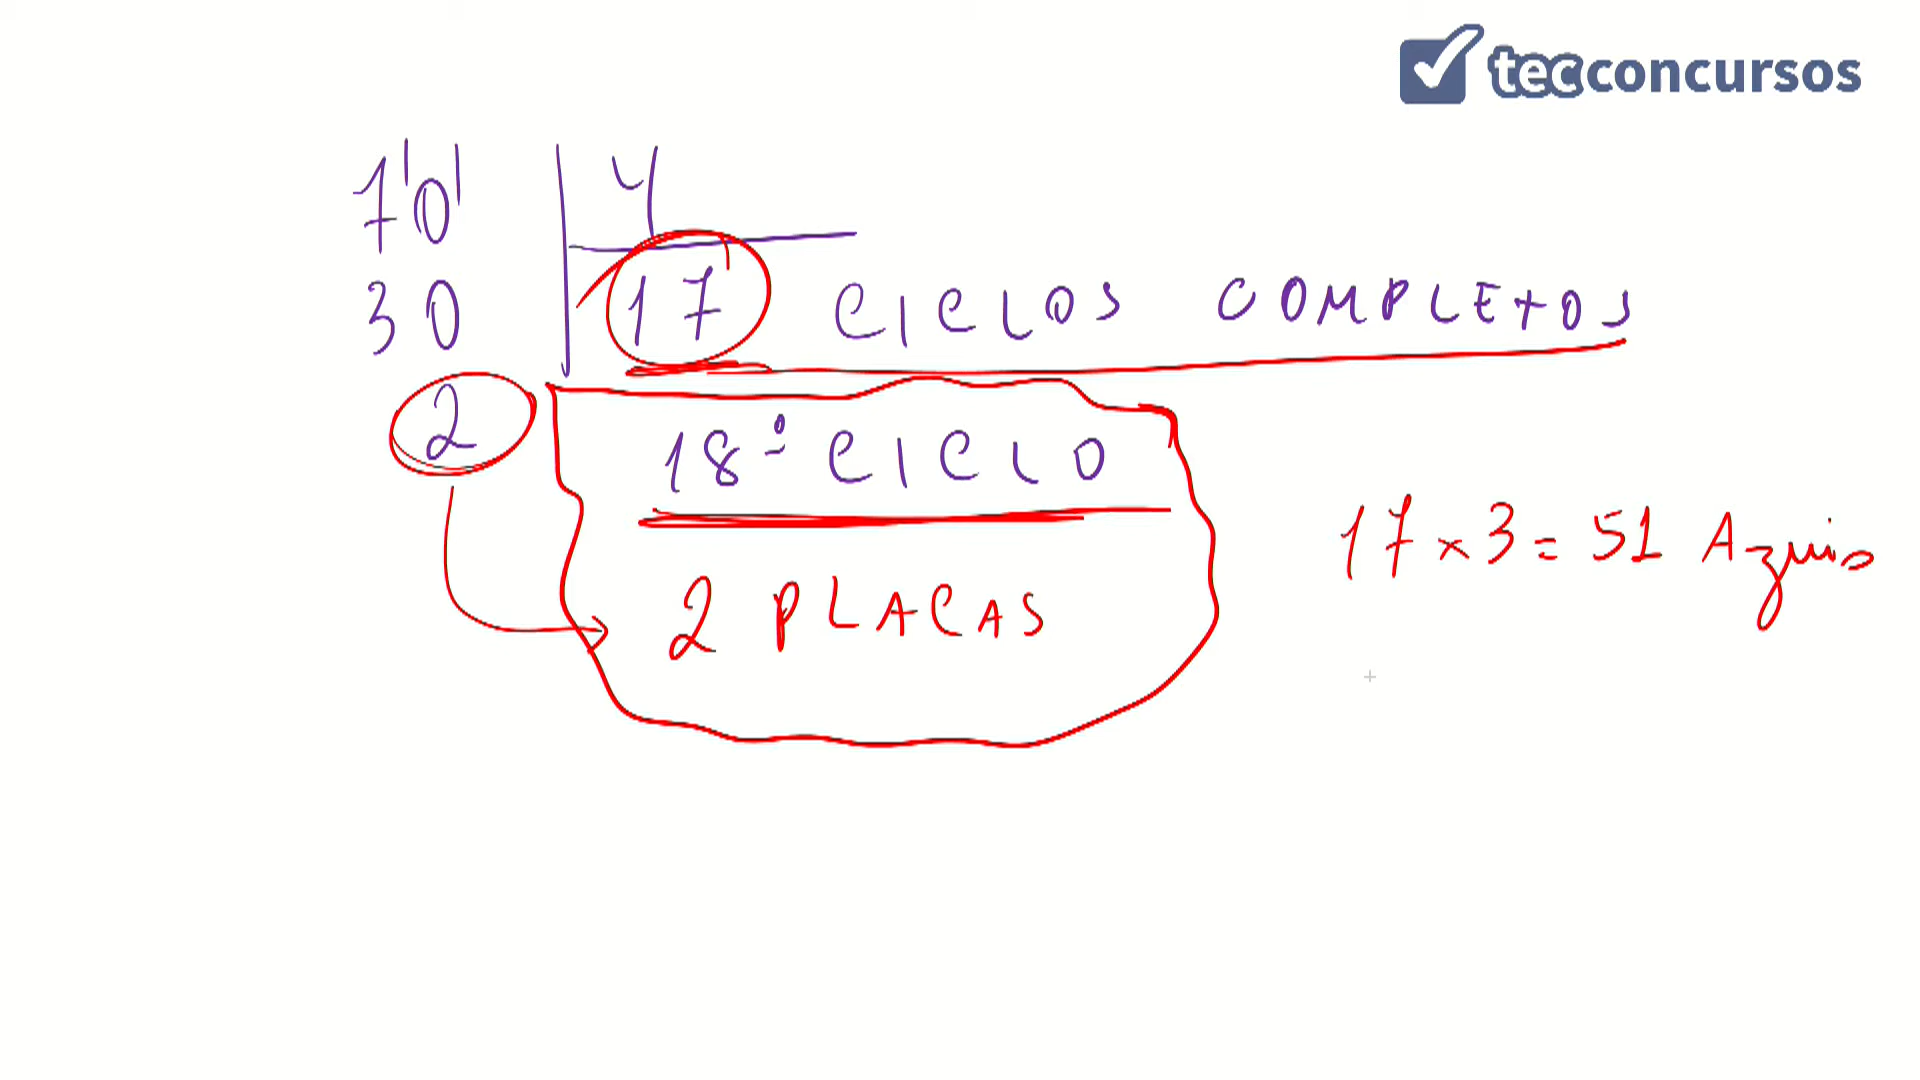 tecconcursos
70 4
30 17 CICLOS COMPLETOS
2
18º CICLO
17 x 3 = 51 Azuis
2 PLACAS